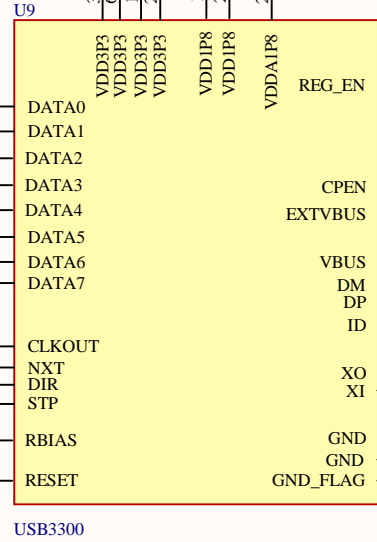 U9
VDD3P3
VDD3P3
VDD3P3
VDD3P3
VDD1P8
VDD1P8
VDDA1P8
REG_EN
DATA0
DATA1
DATA2
DATA3
CPEN
DATA4
EXTVBUS
DATA5
DATA6
VBUS
DATA7
DM
DP
ID
CLKOUT
NXT
XO
DIR
XI
STP
RBIAS
GND
GND
RESET
GND_FLAG
USB3300